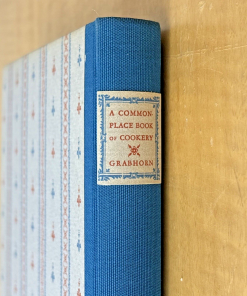 A COMMON-
PLACE BOOK
OF COOKERY
GRABHORN